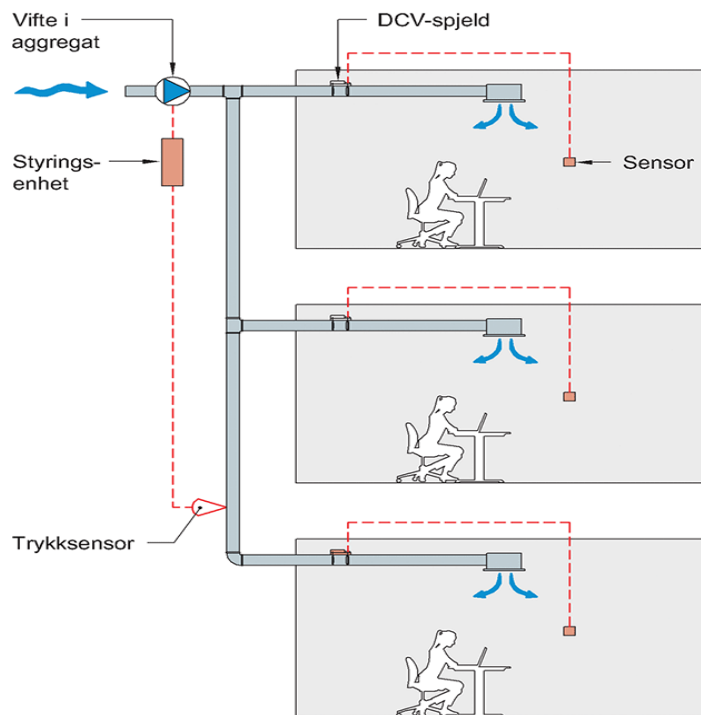 Vifte i
aggregat
DCV-spjeld
Styrings-
enhet
Sensor
Trykksensor